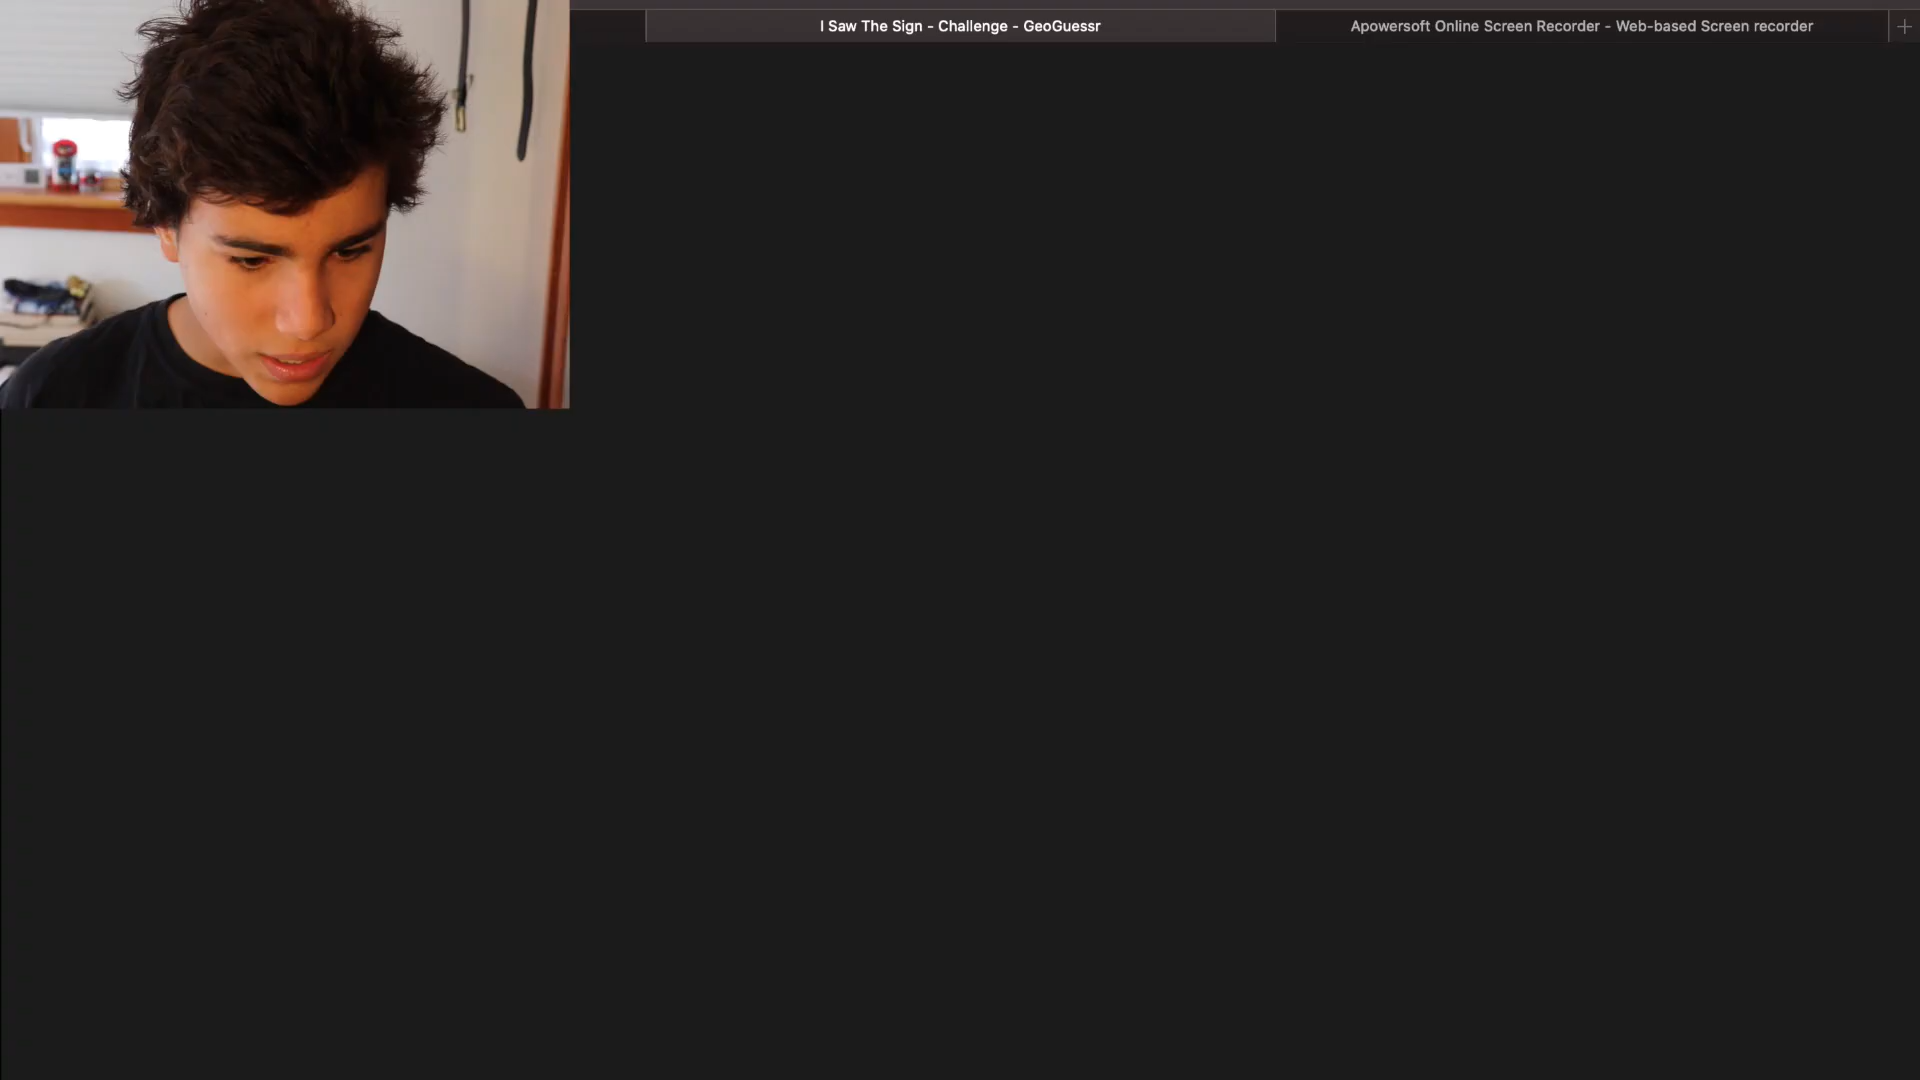 I Saw The Sign - Challenge - GeoGuessr
Apowersoft Online Screen Recorder - Web-based Screen recorder